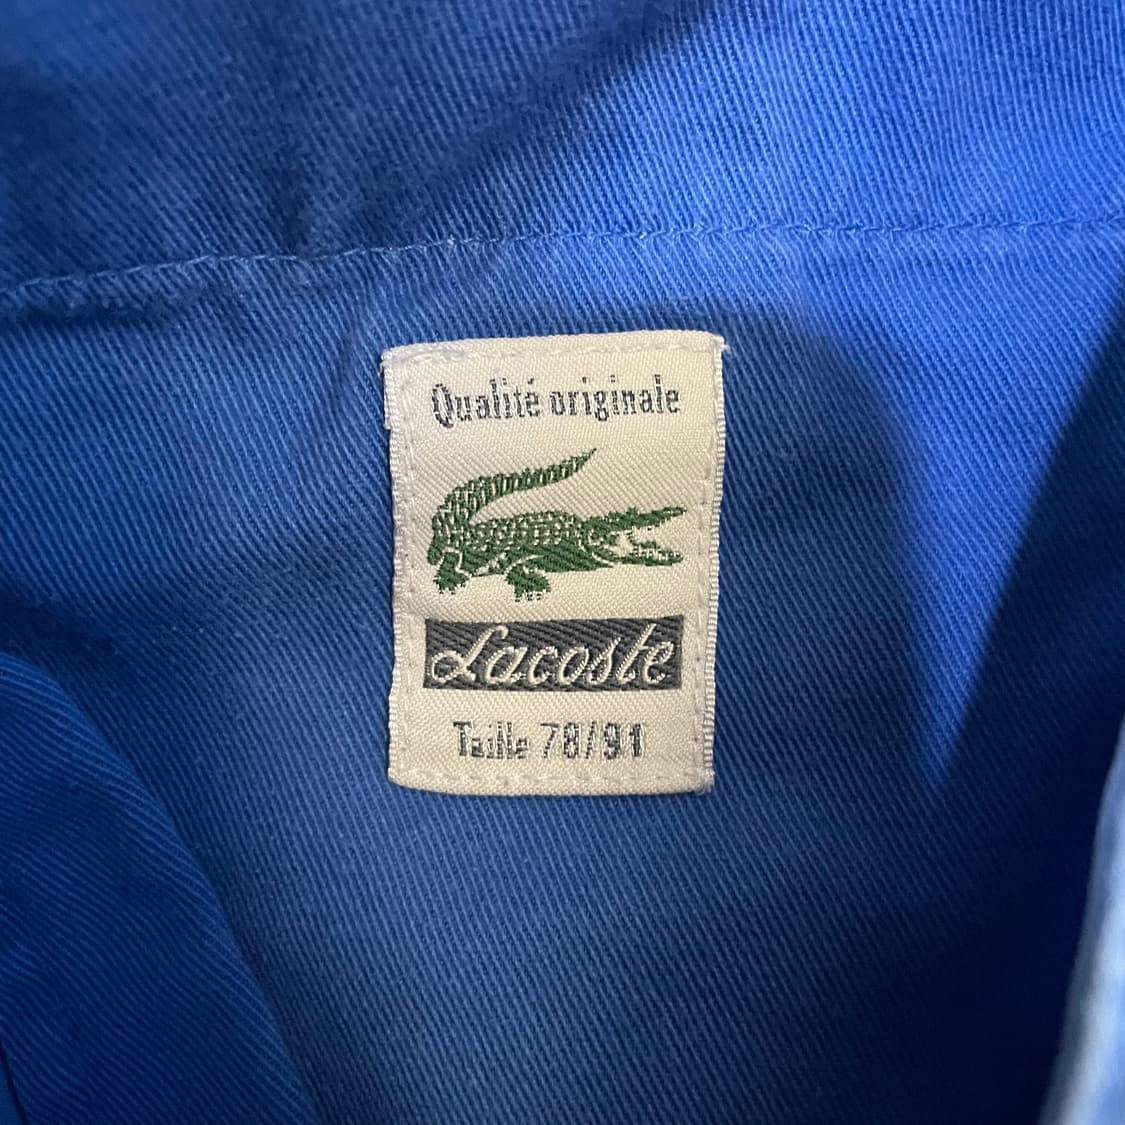 Qualité originale
Lacoste
Taille 78/91